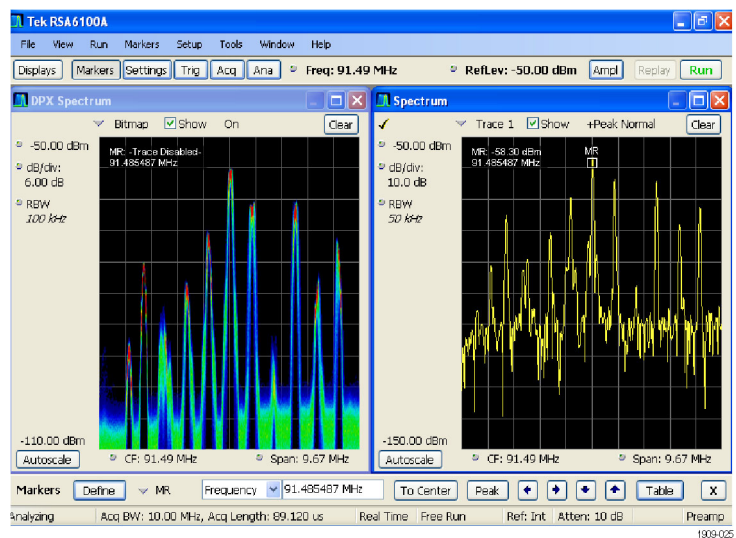 Tek RSA6100A
File View Run Markers Setup Tools Window Help
Displays Markers Settings Trig Acq Ana Freq: 91.49 MHz RefLev: -50.00 dBm Ampl Replay Run
DPX Spectrum
Bitmap Show On Clear
-50.00 dBm
dB/div:
6.00 dB
RBW
100 kHz
MR: -Trace Disabled-
91.485487 MHz
-110.00 dBm
Autoscale CF: 91.49 MHz Span: 9.67 MHz
Spectrum
Trace 1 Show +Peak Normal Clear
-50.00 dBm
dB/div:
10.0 dB
RBW
50 kHz
MR: -58.30 dBm
91.485487 MHz
MR
-150.00 dBm
Autoscale CF: 91.49 MHz Span: 9.67 MHz
Markers Define MR Frequency 91.485487 MHz To Center Peak Table X
Analyzing Acq BW: 10.00 MHz, Acq Length: 89.120 us Real Time Free Run Ref: Int Atten: 10 dB Preamp
1909-025